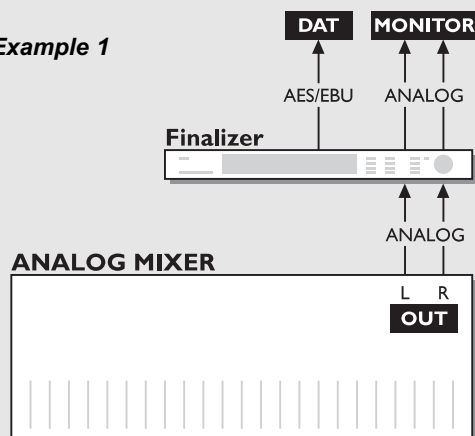 Example 1
DAT MONITOR
AES/EBU ANALOG
Finalizer
ANALOG
ANALOG MIXER
L R
OUT